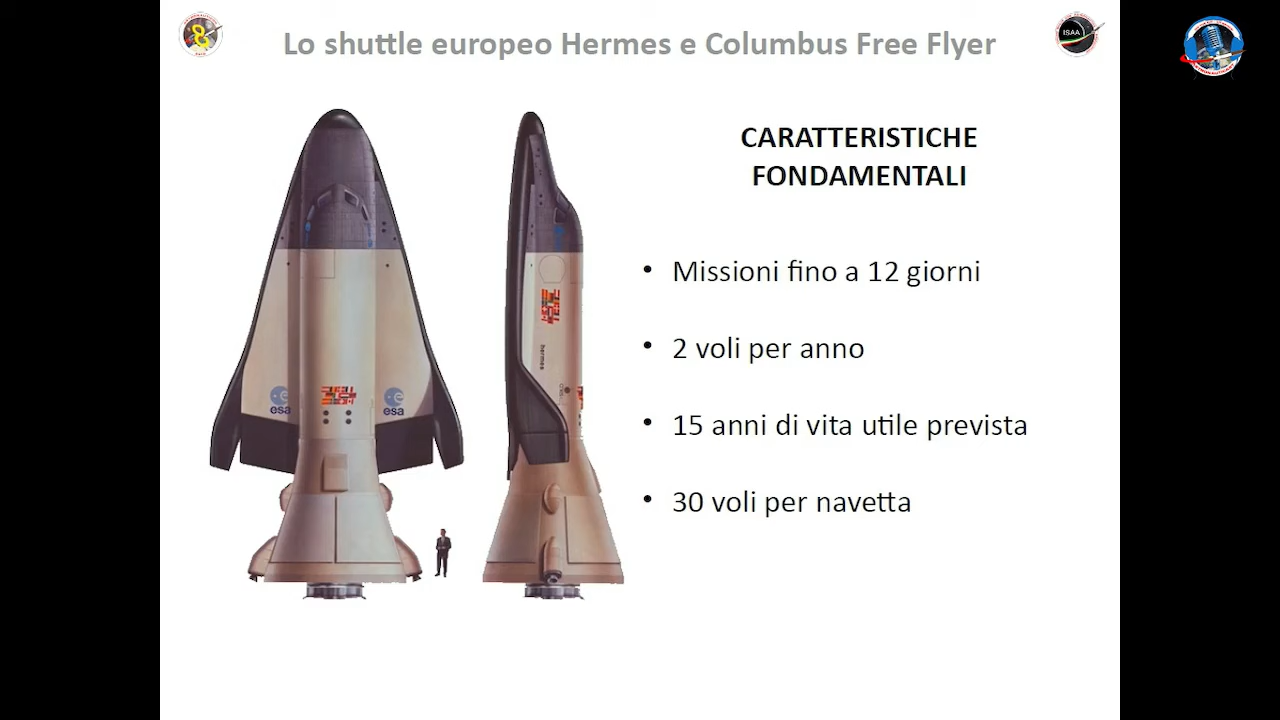 Lo shuttle europeo Hermes e Columbus Free Flyer
ISAA
CARATTERISTICHE
FONDAMENTALI
• Missioni fino a 12 giorni
• 2 voli per anno
• 15 anni di vita utile prevista
• 30 voli per navetta
hermes
esa
esa